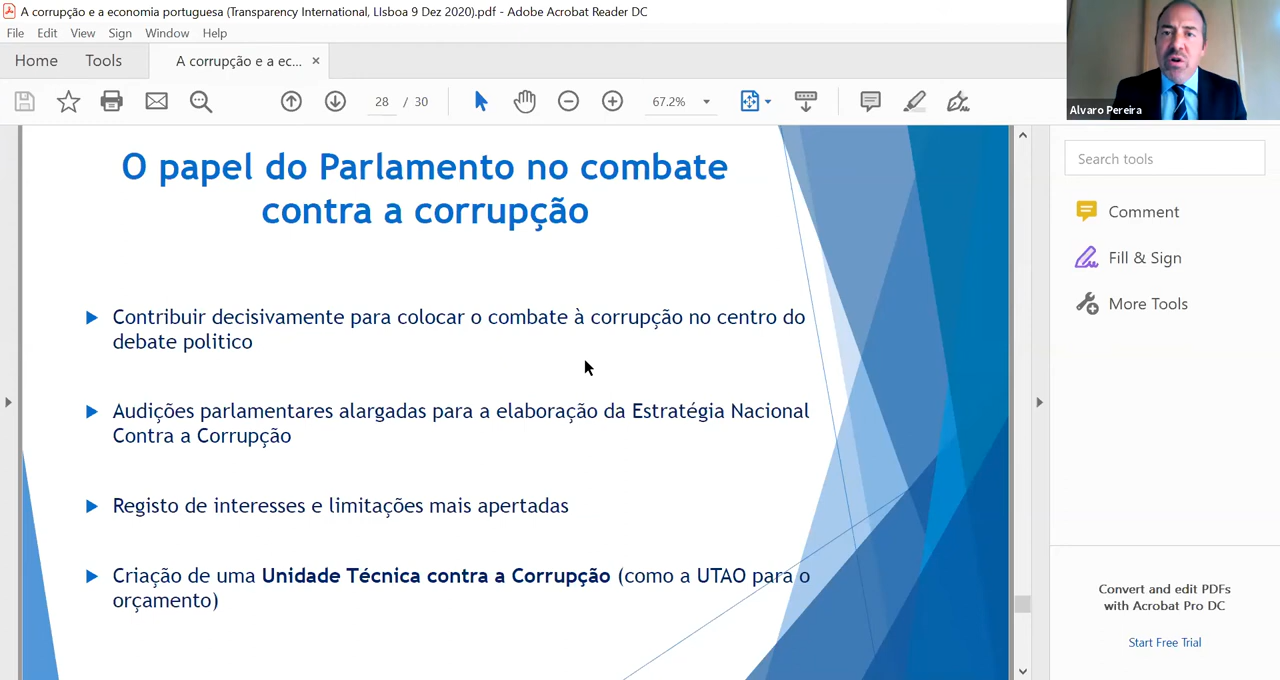 A corrupção e a economia portuguesa (Transparency International, LIsboa 9 Dez 2020).pdf - Adobe Acrobat Reader DC
File Edit View Sign Window Help
Home Tools A corrupção e a ec... ×
28 / 30 67.2%
Alvaro Pereira
O papel do Parlamento no combate
contra a corrupção
Contribuir decisivamente para colocar o combate à corrupção no centro do
debate politico
Audições parlamentares alargadas para a elaboração da Estratégia Nacional
Contra a Corrupção
Registo de interesses e limitações mais apertadas
Criação de uma Unidade Técnica contra a Corrupção (como a UTAO para o
orçamento)
Search tools
Comment
Fill & Sign
More Tools
Convert and edit PDFs
with Acrobat Pro DC
Start Free Trial